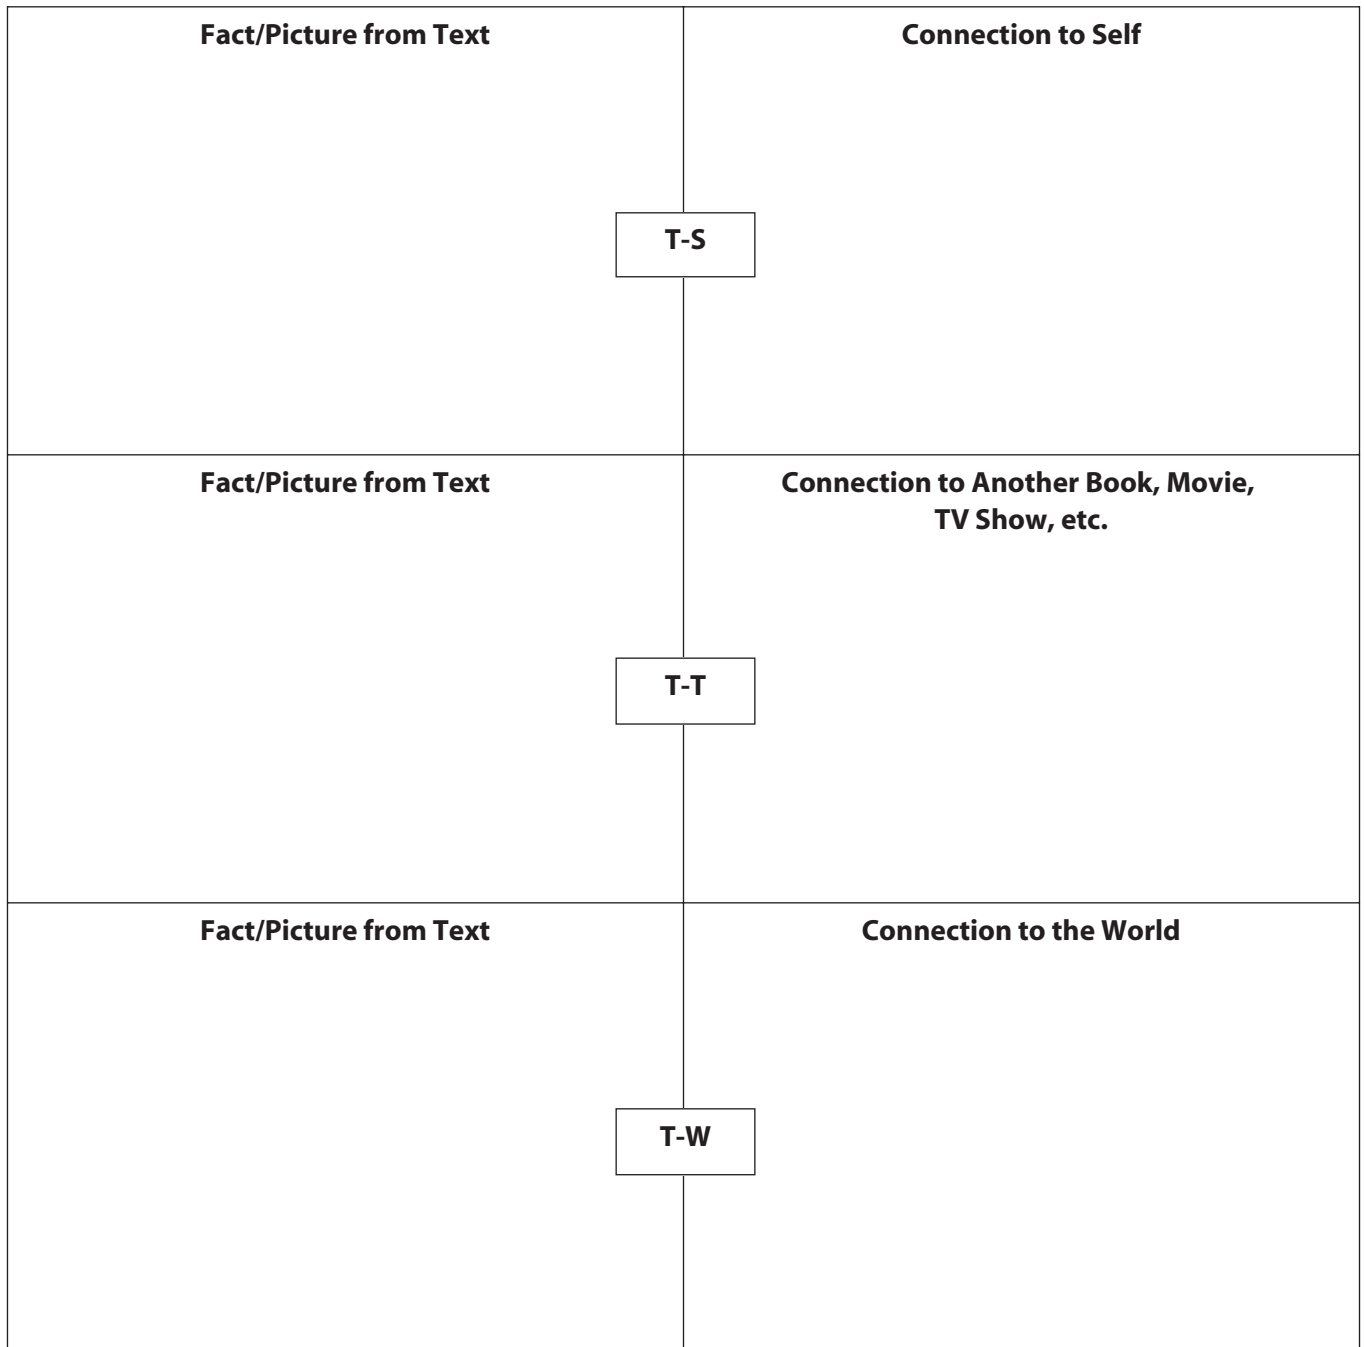 Fact/Picture from Text
Connection to Self
T-S
Fact/Picture from Text
Connection to Another Book, Movie,
TV Show, etc.
T-T
Fact/Picture from Text
Connection to the World
T-W